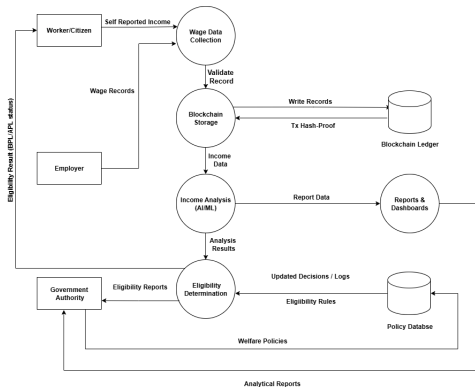 Self Reported Income
Worker/Citizen
Wage Data
Collection
Validate
Record
Wage Records
Eligibility Result (BPL/APL status)
Write Records
Blockchain
Storage
Tx Hash-Proof
Blockchain Ledger
Income
Data
Employer
Income Analysis
(AI/ML)
Report Data
Reports &
Dashboards
Analysis
Results
Updated Decisions / Logs
Eligibility Reports
Eligibility
Determination
Government
Authority
Eligiblility Rules
Policy Databse
Welfare Policies
Analytical Reports